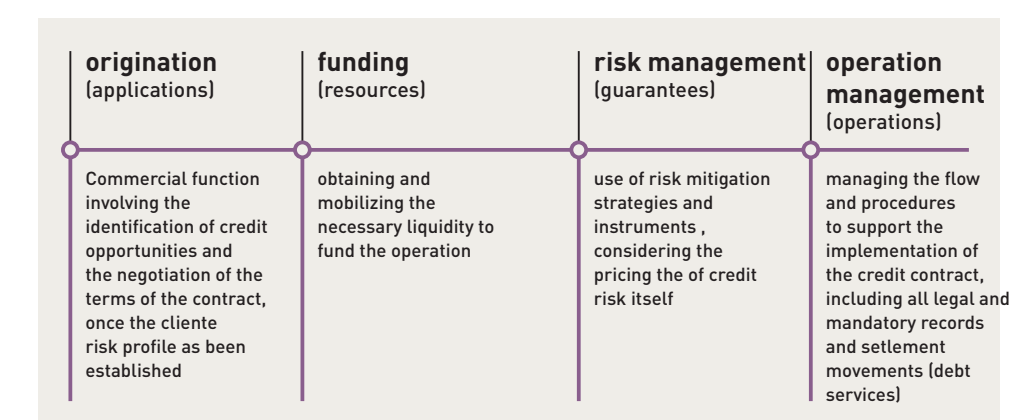 origination
(applications)
Commercial function
involving the
identification of credit
opportunities and
the negotiation of the
terms of the contract,
once the cliente
risk profile as been
established
funding
(resources)
obtaining and
mobilizing the
necessary liquidity to
fund the operation
risk management
(guarantees)
use of risk mitigation
strategies and
instruments ,
considering the
pricing the of credit
risk itself
operation
management
(operations)
managing the flow
and procedures
to support the
implementation of
the credit contract,
including all legal and
mandatory records
and setlement
movements (debt
services)